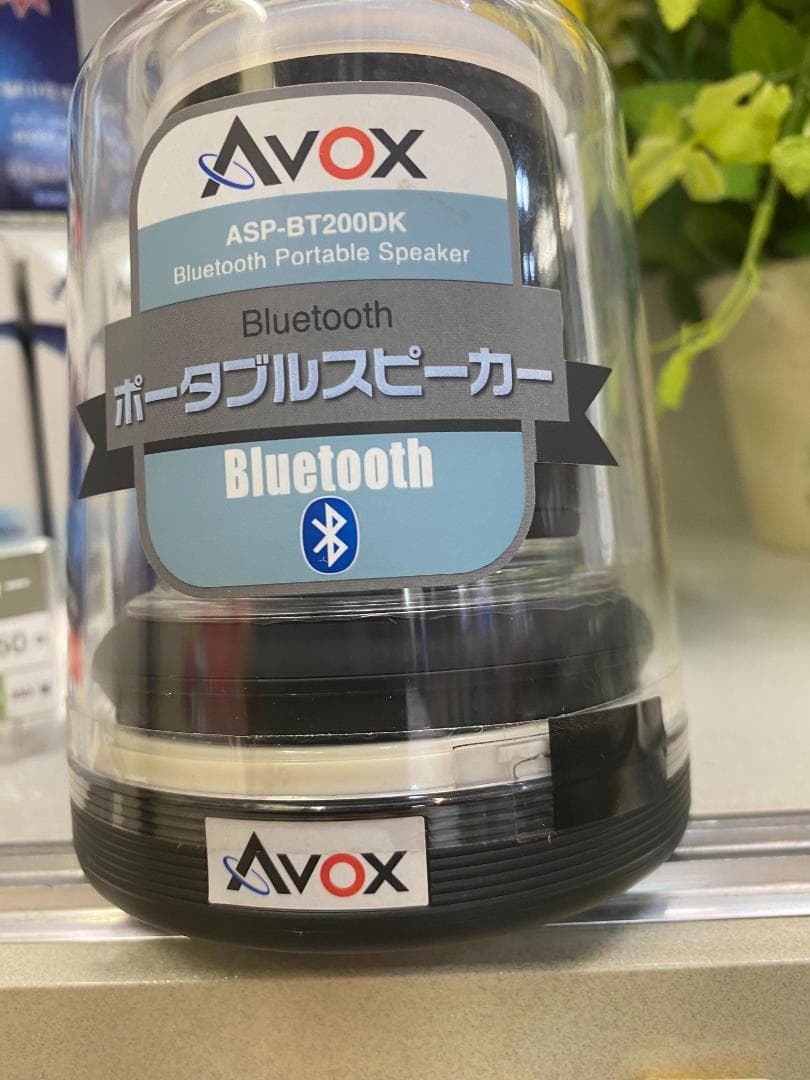 AVOX
ASP-BT200DK
Bluetooth Portable Speaker
Bluetooth
ポータブルスピーカー
Bluetooth
AVOX